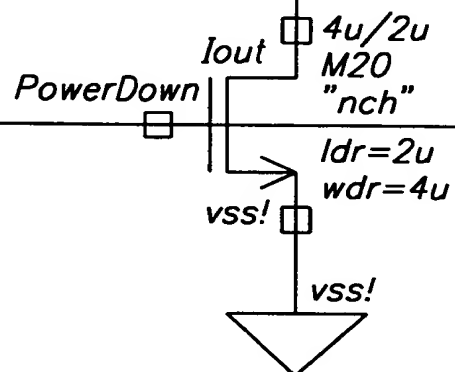 4u/2u
Iout
M20
PowerDown
"nch"
ldr=2u
wdr=4u
vss!
vss!